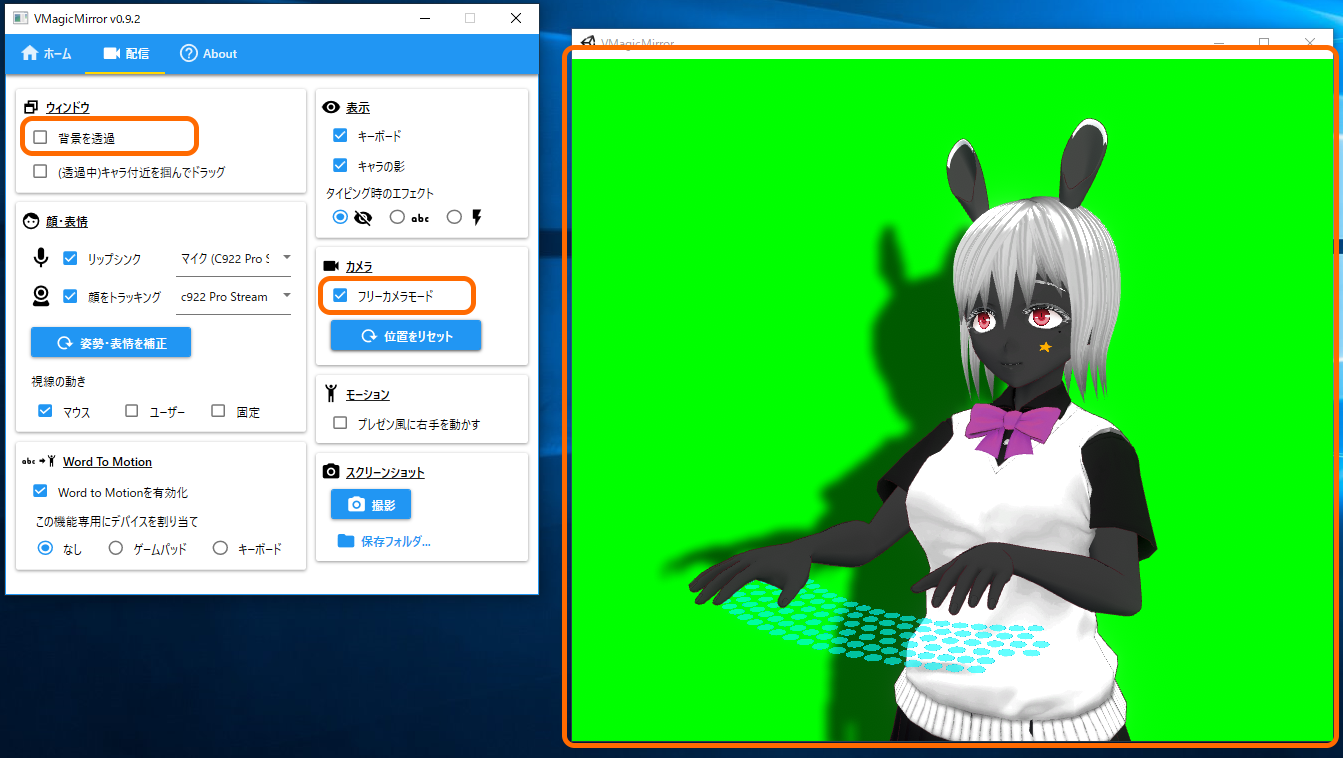 VMagicMirror v0.9.2
ホーム
配信
About
ウィンドウ
背景を透過
(透過中)キャラ付近を掴んでドラッグ
顔・表情
リップシンク
マイク (C922 Pro S
顔をトラッキング
c922 Pro Stream
姿勢・表情を補正
視線の動き
マウス
ユーザー
固定
abc
Word To Motion
Word to Motionを有効化
この機能専用にデバイスを割り当て
なし
ゲームパッド
キーボード
表示
キーボード
キャラの影
タイピング時のエフェクト
abc
カメラ
フリーカメラモード
位置をリセット
モーション
プレゼン風に右手を動かす
スクリーンショット
撮影
保存フォルダ...
VMagicMirror